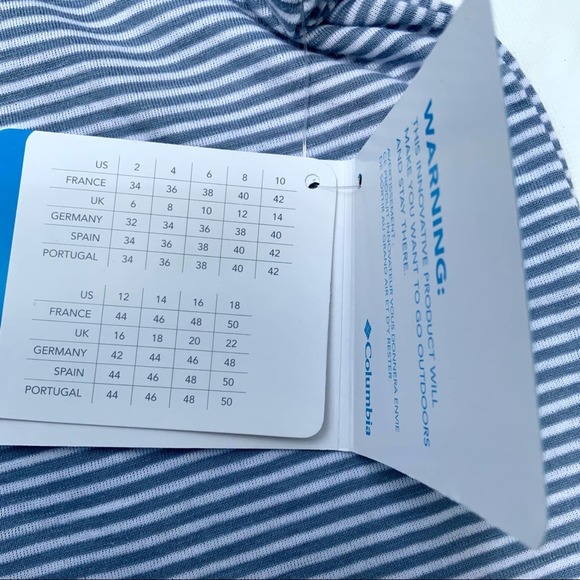 US 2 4 6 8 10
FRANCE 34 36 38 40 42
UK 6 8 10 12 14
GERMANY 32 34 36 38 40
SPAIN 34 36 38 40 42
PORTUGAL 34 36 38 40 42
US 12 14 16 18
FRANCE 44 46 48 50
UK 16 18 20 22
GERMANY 42 44 46 48
SPAIN 44 46 48 50
PORTUGAL 44 46 48 50
WARNING:
THIS INNOVATIVE PRODUCT WILL
MAKE YOU WANT TO GO OUTDOORS
AND STAY THERE.
Columbia